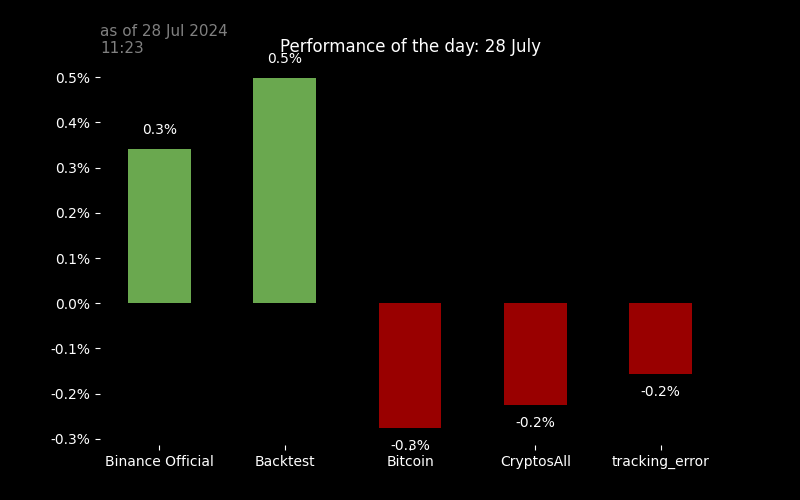 as of 28 Jul 2024
11:23
Performance of the day: 28 July
0.5%
0.5%
0.4%
0.3%
0.3%
0.2%
0.1%
0.0%
-0.1%
-0.2%
-0.2%
-0.2%
-0.3%
-0.3%
Binance Official
Backtest
Bitcoin
CryptosAll
tracking_error